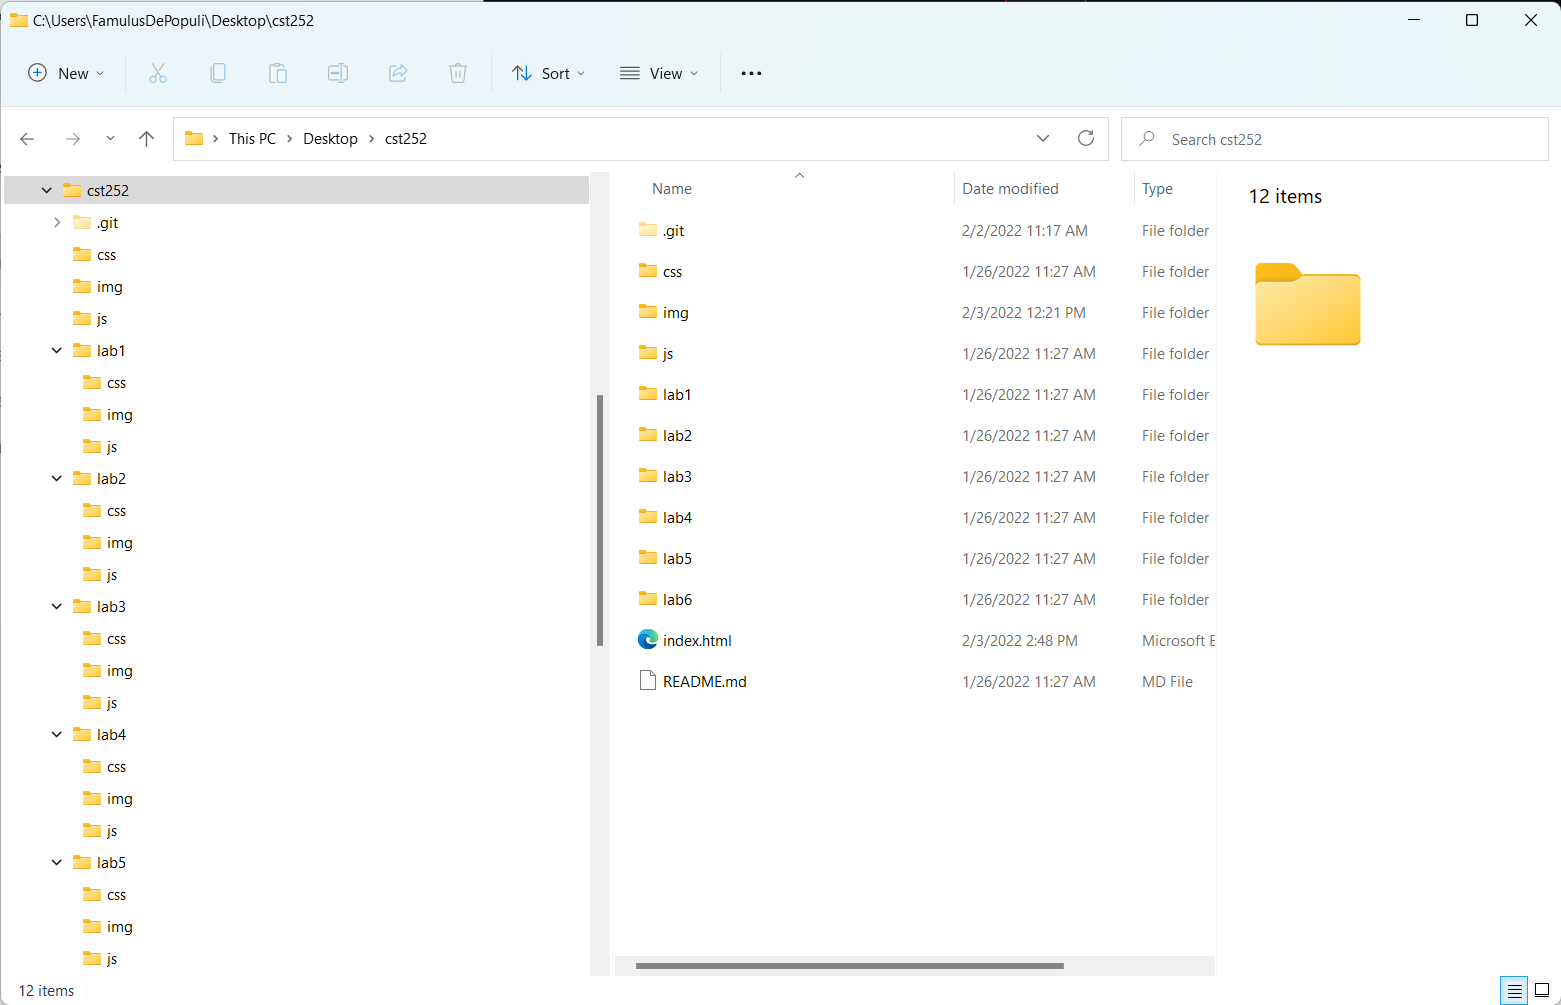 C:\Users\FamulusDePopuli\Desktop\cst252
New Sort View
This PC Desktop cst252 Search cst252
cst252
.git
css
img
js
lab1
css
img
js
lab2
css
img
js
lab3
css
img
js
lab4
css
img
js
lab5
css
img
js
Name Date modified Type
.git 2/2/2022 11:17 AM File folder
css 1/26/2022 11:27 AM File folder
img 2/3/2022 12:21 PM File folder
js 1/26/2022 11:27 AM File folder
lab1 1/26/2022 11:27 AM File folder
lab2 1/26/2022 11:27 AM File folder
lab3 1/26/2022 11:27 AM File folder
lab4 1/26/2022 11:27 AM File folder
lab5 1/26/2022 11:27 AM File folder
lab6 1/26/2022 11:27 AM File folder
index.html 2/3/2022 2:48 PM Microsoft E
README.md 1/26/2022 11:27 AM MD File
12 items
12 items